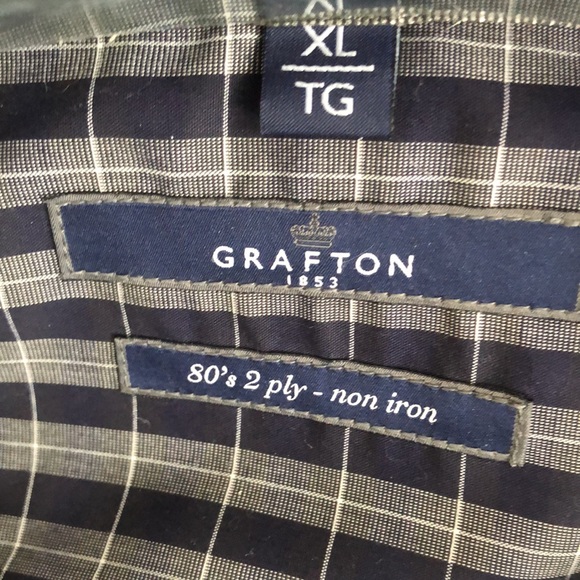 XL
TG
GRAFTON
1853
80's 2 ply - non iron